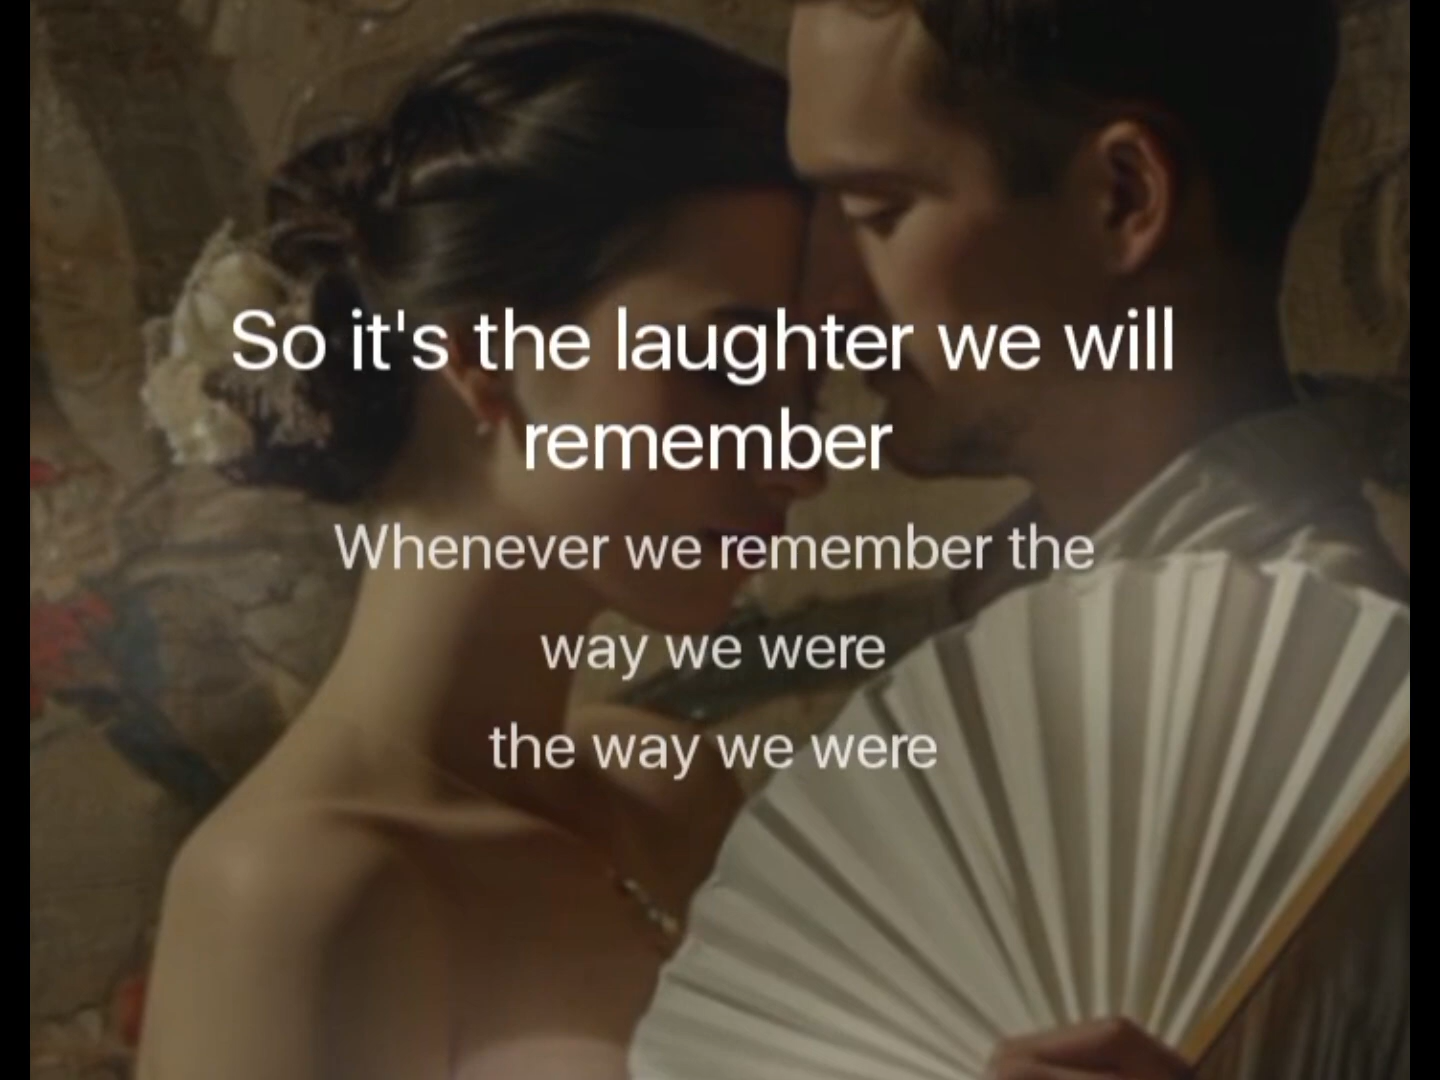 So it's the laughter we will
remember
Whenever we remember the
way we were
the way we were